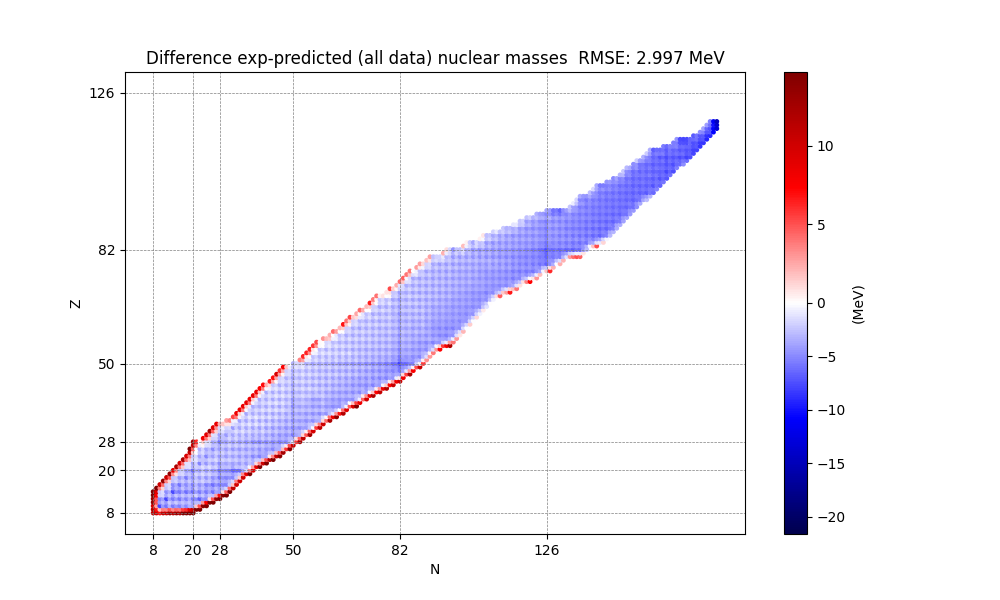 Difference exp-predicted (all data) nuclear masses  RMSE: 2.997 MeV
126
82
50
28
20
8
Z
8 20 28 50 82 126
N
10
5
0
−5
−10
−15
−20
(MeV)